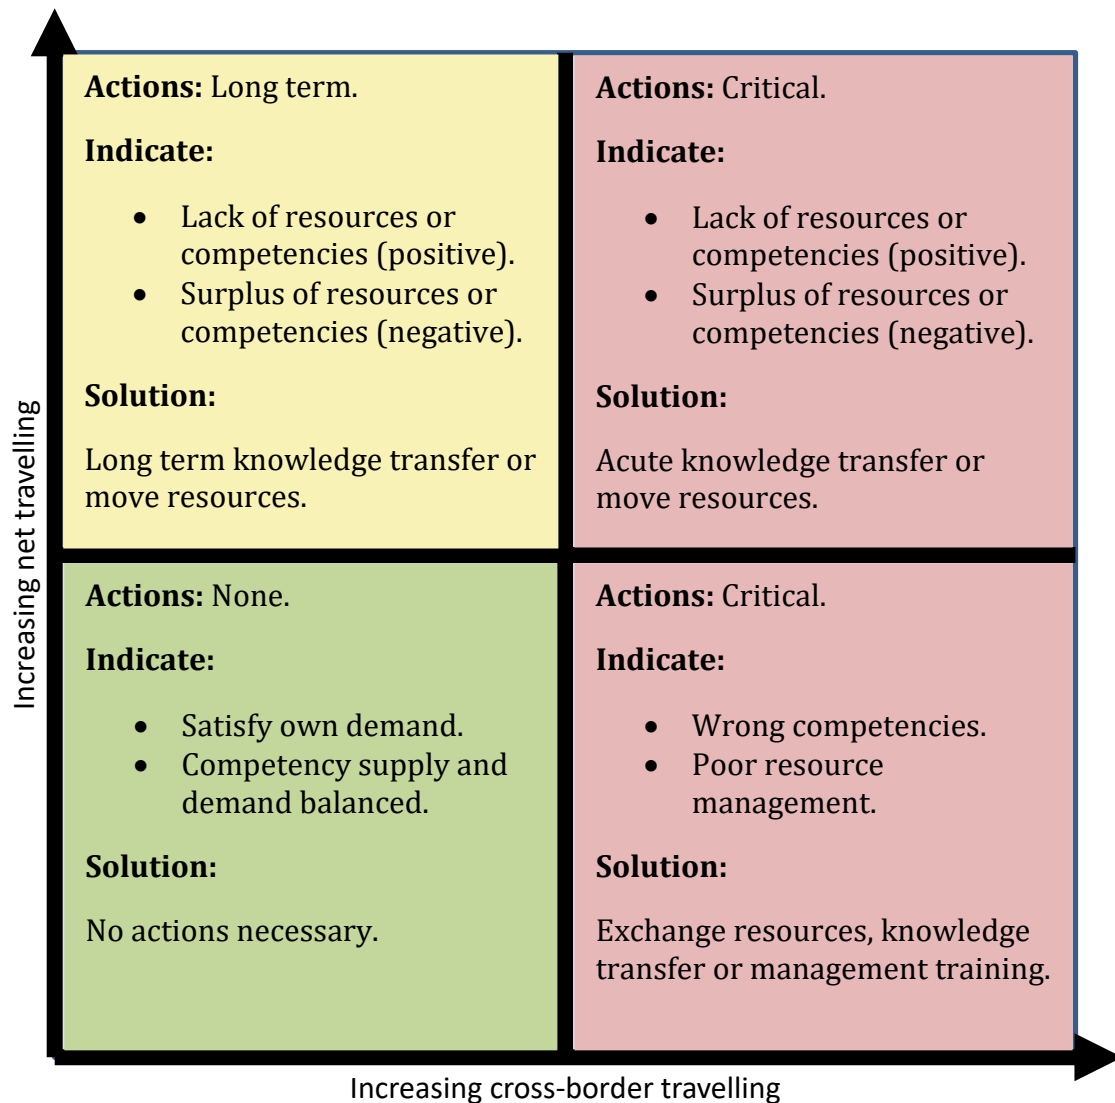 Increasing net travelling
Actions: Long term.
Indicate:
• Lack of resources or
competencies (positive).
• Surplus of resources or
competencies (negative).
Solution:
Long term knowledge transfer or
move resources.
Actions: Critical.
Indicate:
• Lack of resources or
competencies (positive).
• Surplus of resources or
competencies (negative).
Solution:
Acute knowledge transfer or
move resources.
Actions: None.
Indicate:
• Satisfy own demand.
• Competency supply and
demand balanced.
Solution:
No actions necessary.
Actions: Critical.
Indicate:
• Wrong competencies.
• Poor resource
management.
Solution:
Exchange resources, knowledge
transfer or management training.
Increasing cross-border travelling